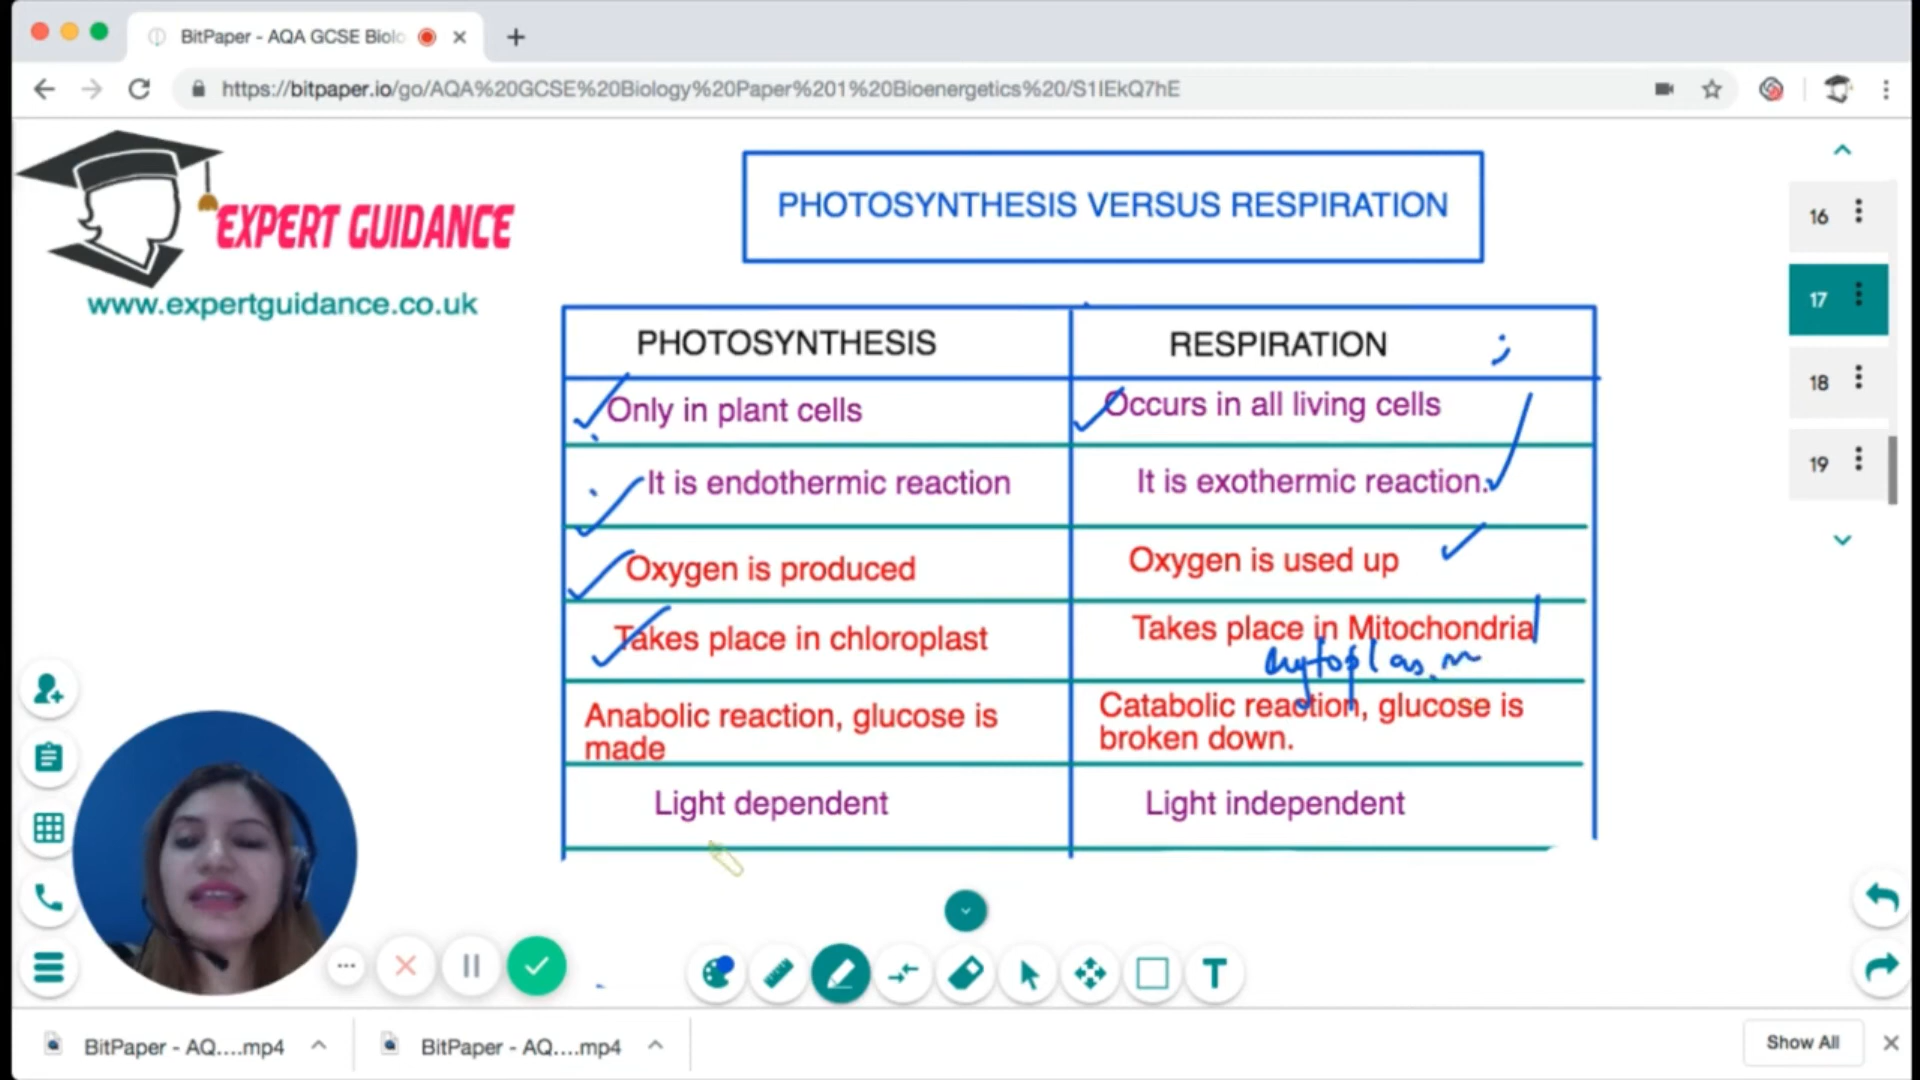 BitPaper - AQA GCSE Biolo
https://bitpaper.io/go/AQA%20GCSE%20Biology%20Paper%201%20Bioenergetics%20/S1IEkQ7hE
EXPERT GUIDANCE
www.expertguidance.co.uk
PHOTOSYNTHESIS VERSUS RESPIRATION
PHOTOSYNTHESIS
RESPIRATION
Only in plant cells
Occurs in all living cells
It is endothermic reaction
It is exothermic reaction.
Oxygen is produced
Oxygen is used up
Takes place in chloroplast
Takes place in Mitochondria
cytoplasm
Anabolic reaction, glucose is
made
Catabolic reaction, glucose is
broken down.
Light dependent
Light independent
16
17
18
19
T
BitPaper - AQ....mp4
BitPaper - AQ....mp4
Show All